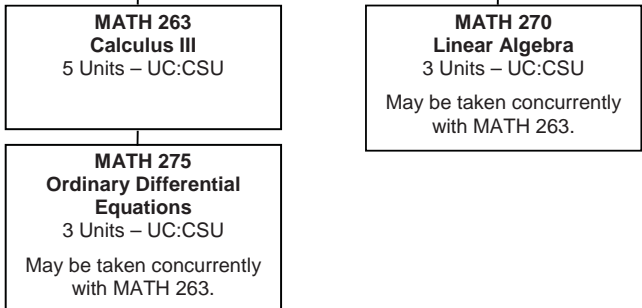 MATH 263
Calculus III
5 Units – UC:CSU
MATH 270
Linear Algebra
3 Units – UC:CSU
May be taken concurrently
with MATH 263.
MATH 275
Ordinary Differential
Equations
3 Units – UC:CSU
May be taken concurrently
with MATH 263.